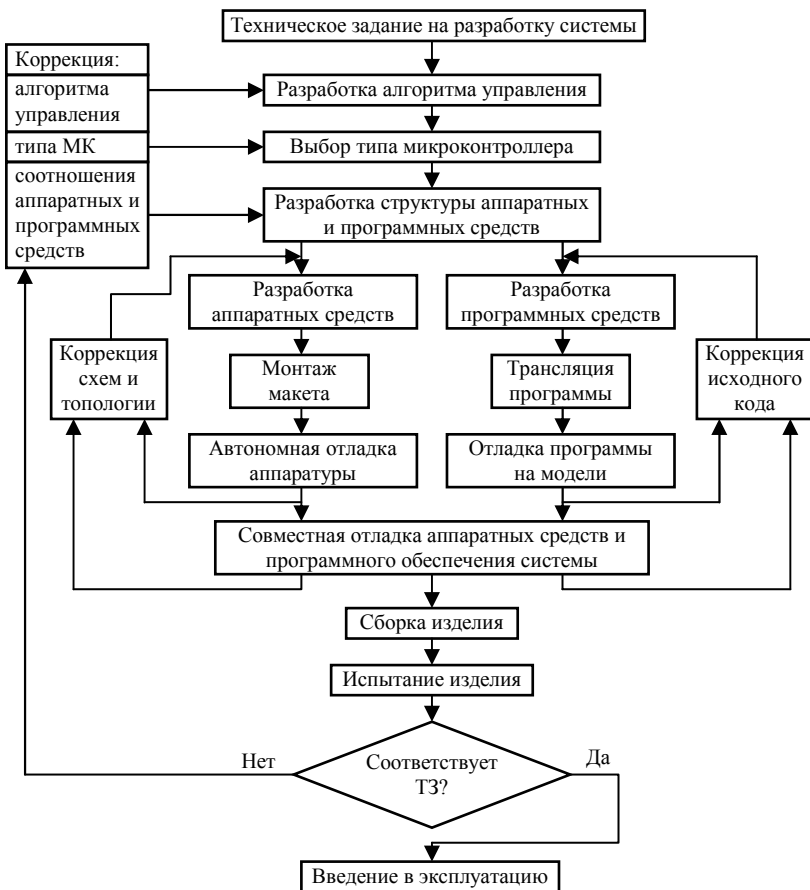 Техническое задание на разработку системы
Коррекция:
алгоритма
управления
типа МК
соотношения
аппаратных и
программных
средств
Разработка алгоритма управления
Выбор типа микроконтроллера
Разработка структуры аппаратных
и программных средств
Разработка
аппаратных средств
Разработка
программных средств
Коррекция
схем и
топологии
Монтаж
макета
Трансляция
программы
Коррекция
исходного
кода
Автономная отладка
аппаратуры
Отладка программы
на модели
Совместная отладка аппаратных средств и
программного обеспечения системы
Сборка изделия
Испытание изделия
Нет
Соответствует
ТЗ?
Да
Введение в эксплуатацию